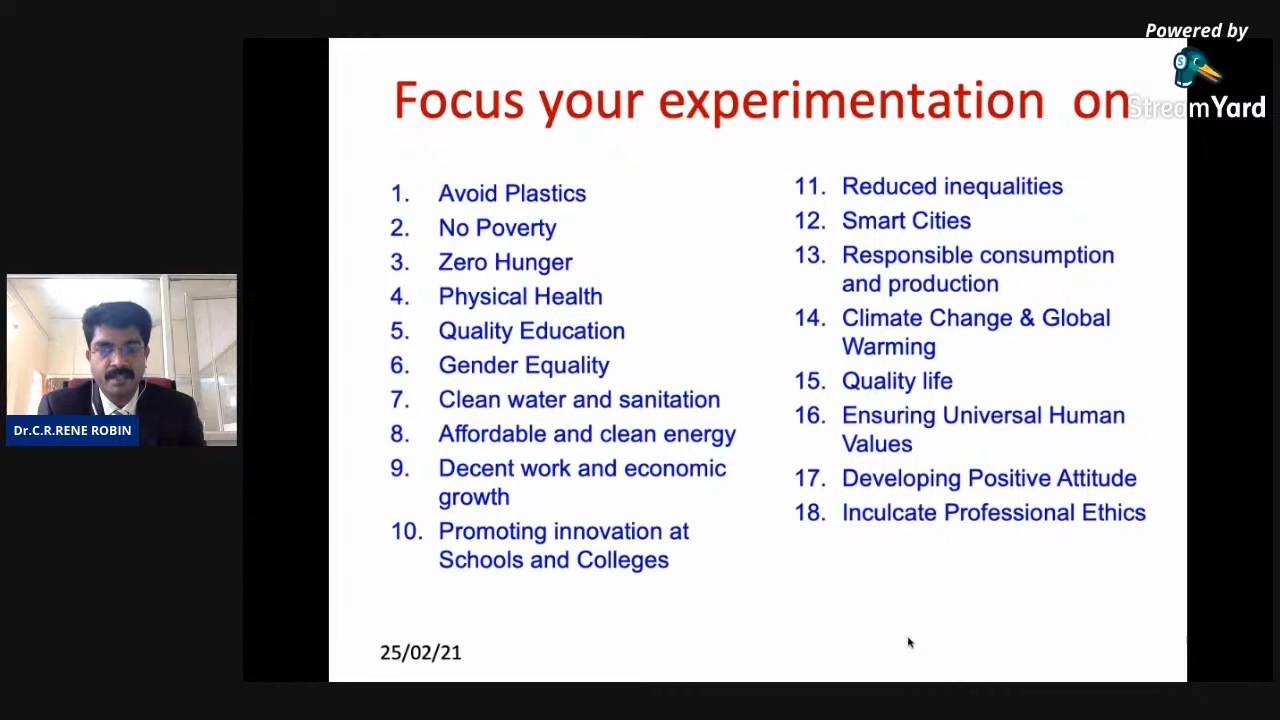 Powered by
StreamYard
Focus your experimentation on
1. Avoid Plastics
2. No Poverty
3. Zero Hunger
4. Physical Health
5. Quality Education
6. Gender Equality
7. Clean water and sanitation
8. Affordable and clean energy
9. Decent work and economic
growth
10. Promoting innovation at
Schools and Colleges
11. Reduced inequalities
12. Smart Cities
13. Responsible consumption
and production
14. Climate Change & Global
Warming
15. Quality life
16. Ensuring Universal Human
Values
17. Developing Positive Attitude
18. Inculcate Professional Ethics
Dr.C.R.RENE ROBIN
25/02/21